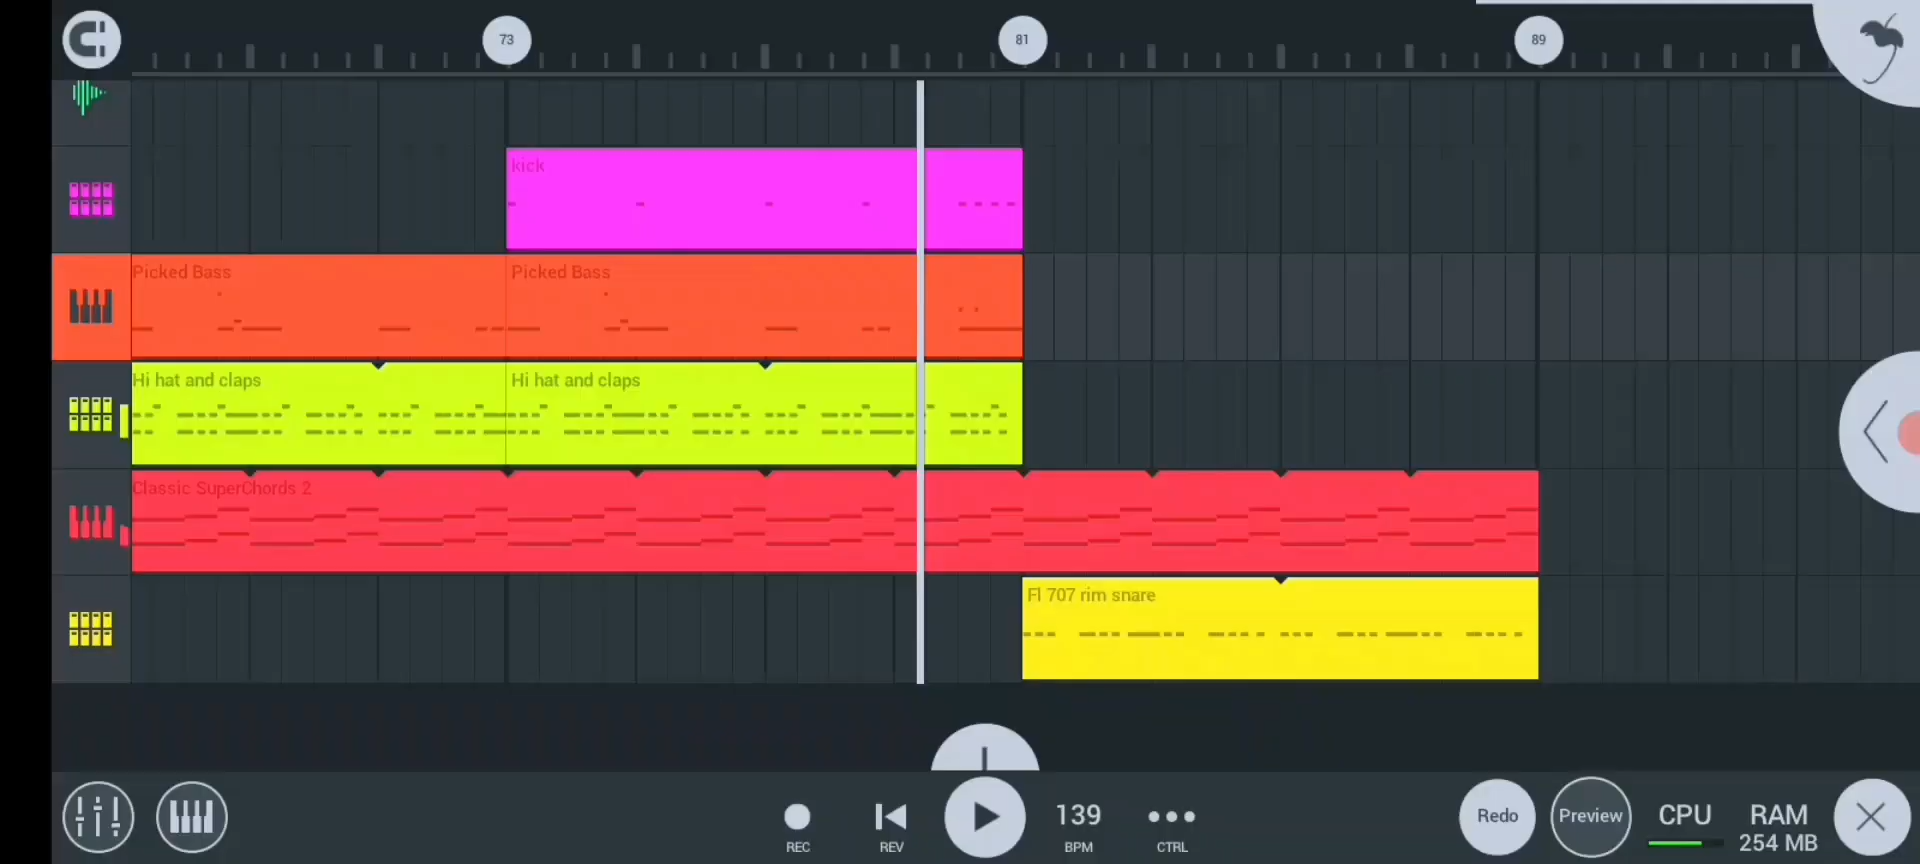 73
81
89
kick
Picked Bass
Picked Bass
Hi hat and claps
Hi hat and claps
Classic SuperChords 2
Fl 707 rim snare
139
Redo
Preview
CPU
RAM
254 MB
REC
REV
BPM
CTRL